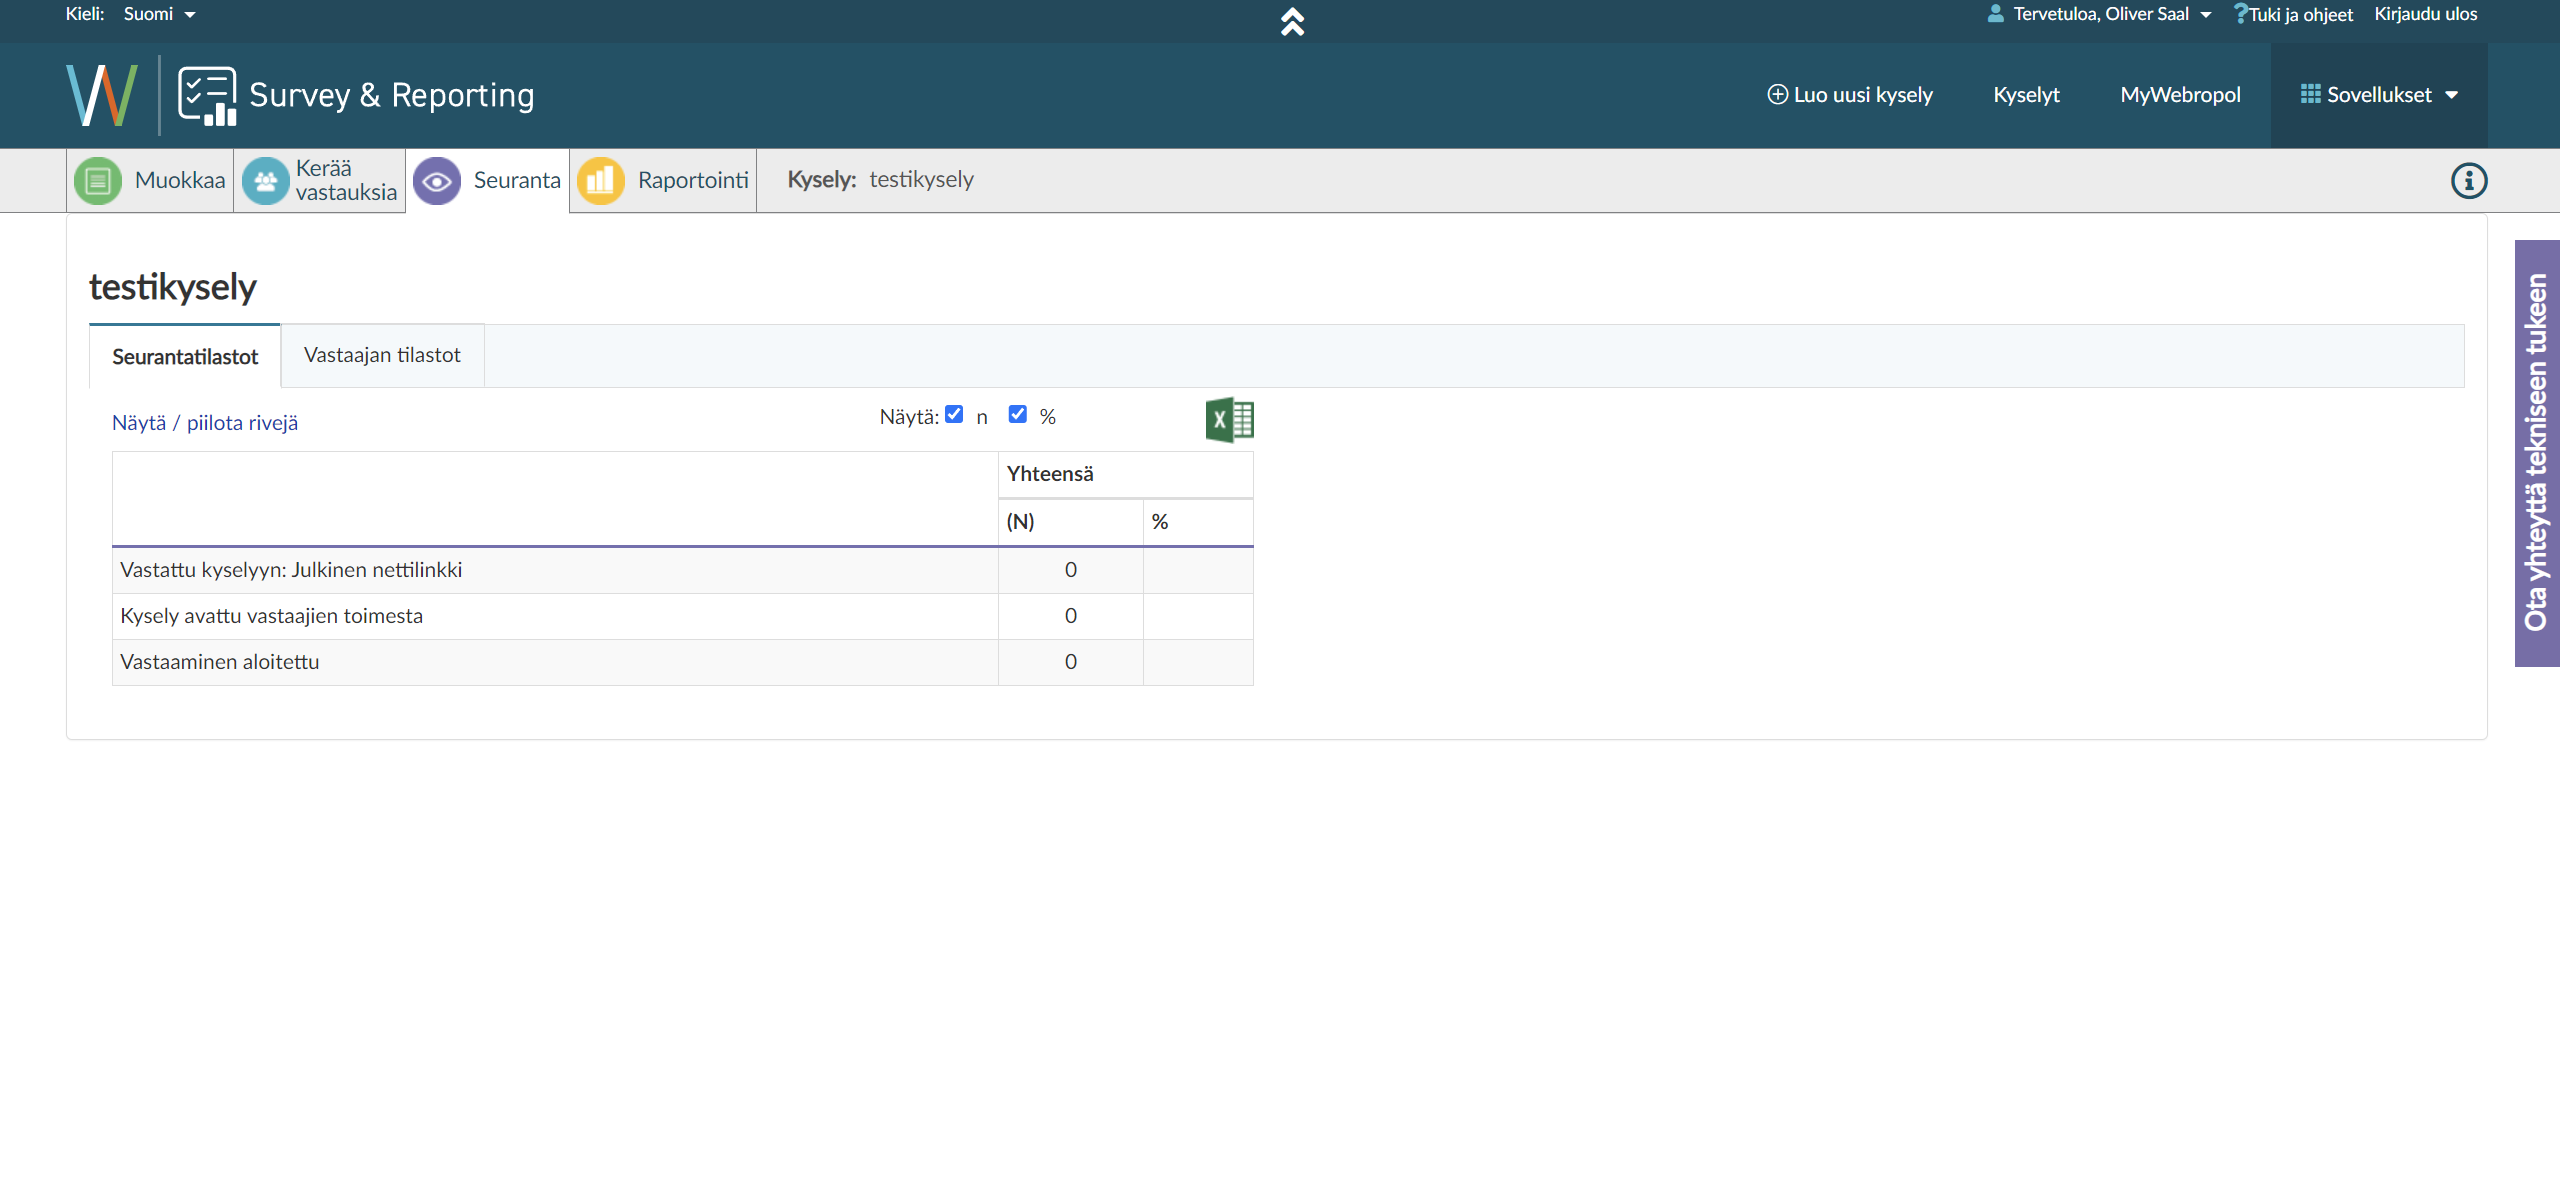 Kieli: Suomi
Tervetuloa, Oliver Saal
?Tuki ja ohjeet
Kirjaudu ulos
W
Survey & Reporting
Luo uusi kysely
Kyselyt
MyWebropol
Sovellukset
Muokkaa
Kerää
vastauksia
Seuranta
Raportointi
Kysely: testikysely
testikysely
Seurantatilastot
Vastaajan tilastot
Näytä / piilota rivejä
Näytä: n %
X
Yhteensä
(N) %
Vastattu kyselyyn: Julkinen nettilinkki 0
Kysely avattu vastaajien toimesta 0
Vastaaminen aloitettu 0
Ota yhteyttä tekniseen tukeen